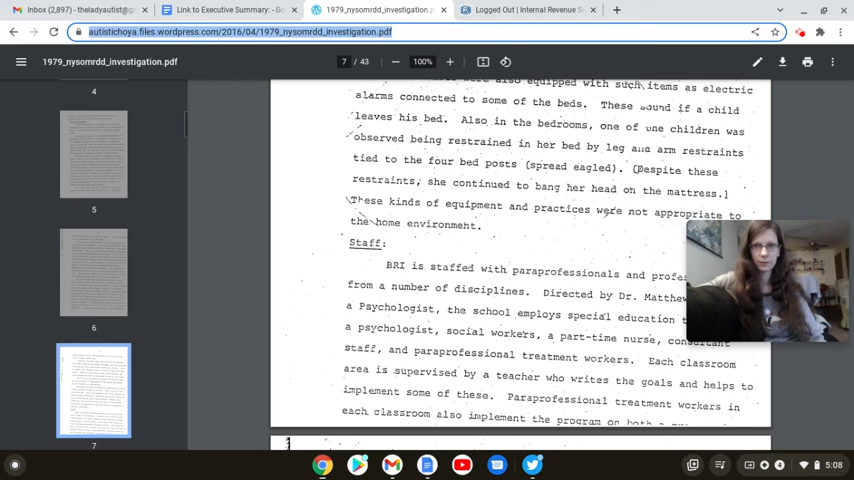 Inbox (2,897) - theladyautist@g
Link to Executive Summary: - Go
1979_nysomrdd_investigation.pd
Logged Out | Internal Revenue S
autistichoya.files.wordpress.com/2016/04/1979_nysomrdd_investigation.pdf
1979_nysomrdd_investigation.pdf
7 / 43
100%
4
5
6
7
were also equipped with such items as electric
alarms connected to some of the beds. These sound if a child
leaves his bed. Also in the bedrooms, one of the children was
observed being restrained in her bed by leg and arm restraints
tied to the four bed posts (spread eagled). (Despite these
restraints, she continued to bang her head on the mattress.)
These kinds of equipment and practices were not appropriate to
the home environment.
Staff:
BRI is staffed with paraprofessionals and profes
from a number of disciplines. Directed by Dr. Matthew
a Psychologist, the school employs special education t
a psychologist, social workers, a part-time nurse, consultant
staff, and paraprofessional treatment workers. Each classroom
area is supervised by a teacher who writes the goals and helps to
implement some of these. Paraprofessional treatment workers in
each classroom also implement the program on both a
5:08